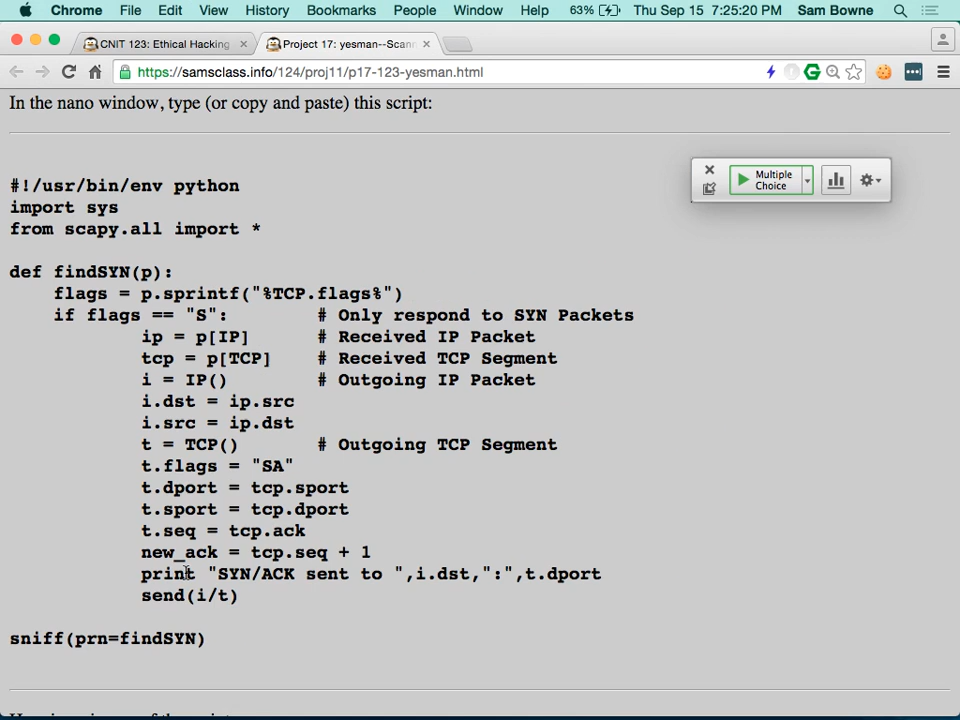 Chrome File Edit View History Bookmarks People Window Help 63% Thu Sep 15 7:25:20 PM Sam Bowne
CNIT 123: Ethical Hacking × Project 17: yesman--Scann ×
https://samsclass.info/124/proj11/p17-123-yesman.html
In the nano window, type (or copy and paste) this script:
Multiple
Choice
#!/usr/bin/env python
import sys
from scapy.all import *
def findSYN(p):
    flags = p.sprintf("%TCP.flags%")
    if flags == "S":        # Only respond to SYN Packets
            ip = p[IP]      # Received IP Packet
            tcp = p[TCP]    # Received TCP Segment
            i = IP()        # Outgoing IP Packet
            i.dst = ip.src
            i.src = ip.dst
            t = TCP()       # Outgoing TCP Segment
            t.flags = "SA"
            t.dport = tcp.sport
            t.sport = tcp.dport
            t.seq = tcp.ack
            new_ack = tcp.seq + 1
            print "SYN/ACK sent to ",i.dst,":",t.dport
            send(i/t)
sniff(prn=findSYN)